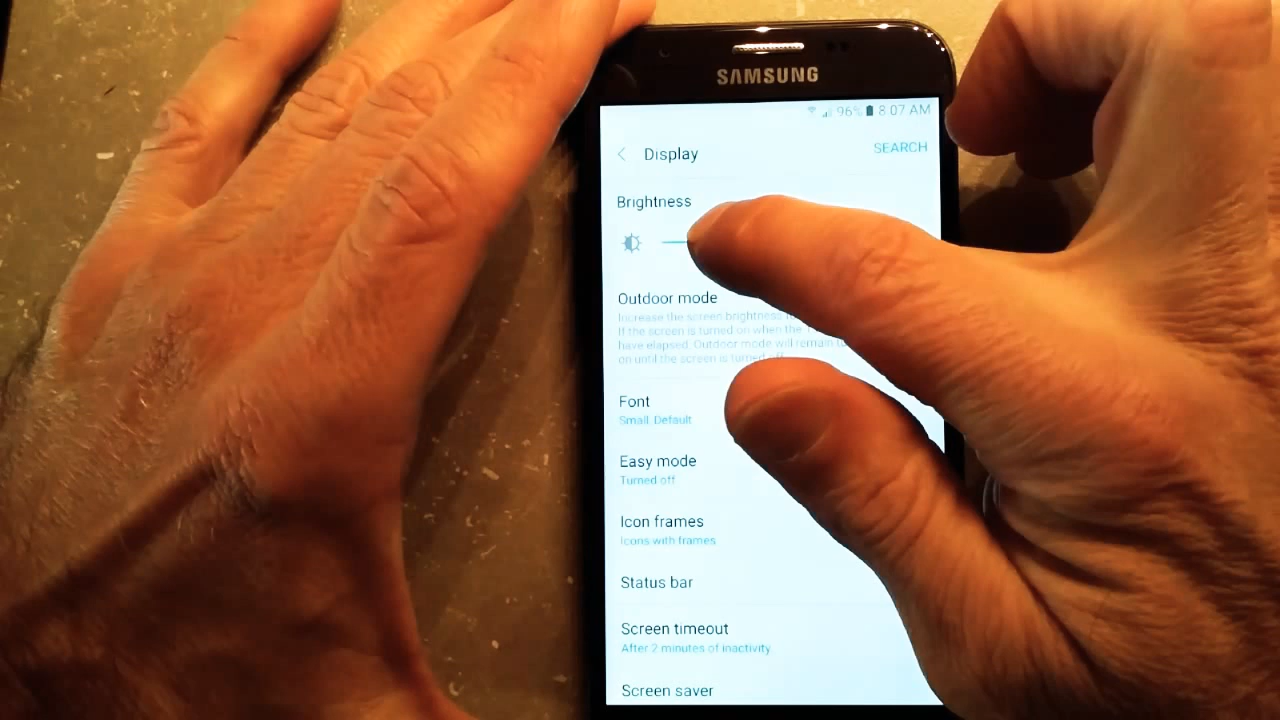 SAMSUNG
96% 8:07 AM
Display
SEARCH
Brightness
Outdoor mode
Increase the screen brightness
If the screen is turned on when the
have elapsed. Outdoor mode will remain
on until the screen is turned off
Font
Small, Default
Easy mode
Turned off
Icon frames
Icons with frames
Status bar
Screen timeout
After 2 minutes of inactivity
Screen saver